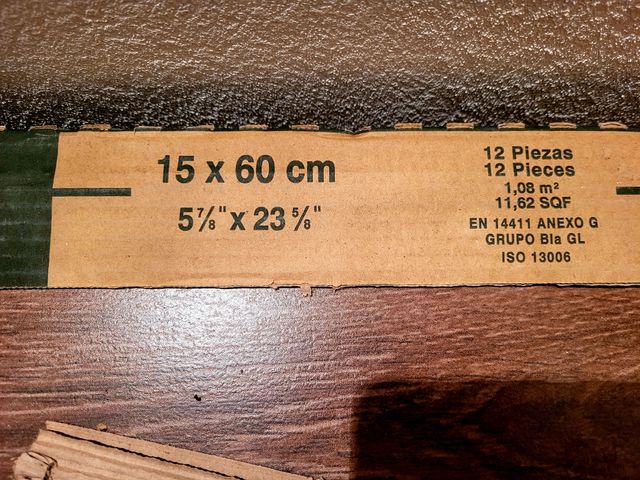 15 x 60 cm
5⅞" x 23⅝"
12 Piezas
12 Pieces
1,08 m²
11,62 SQF
EN 14411 ANEXO G
GRUPO BIa GL
ISO 13006